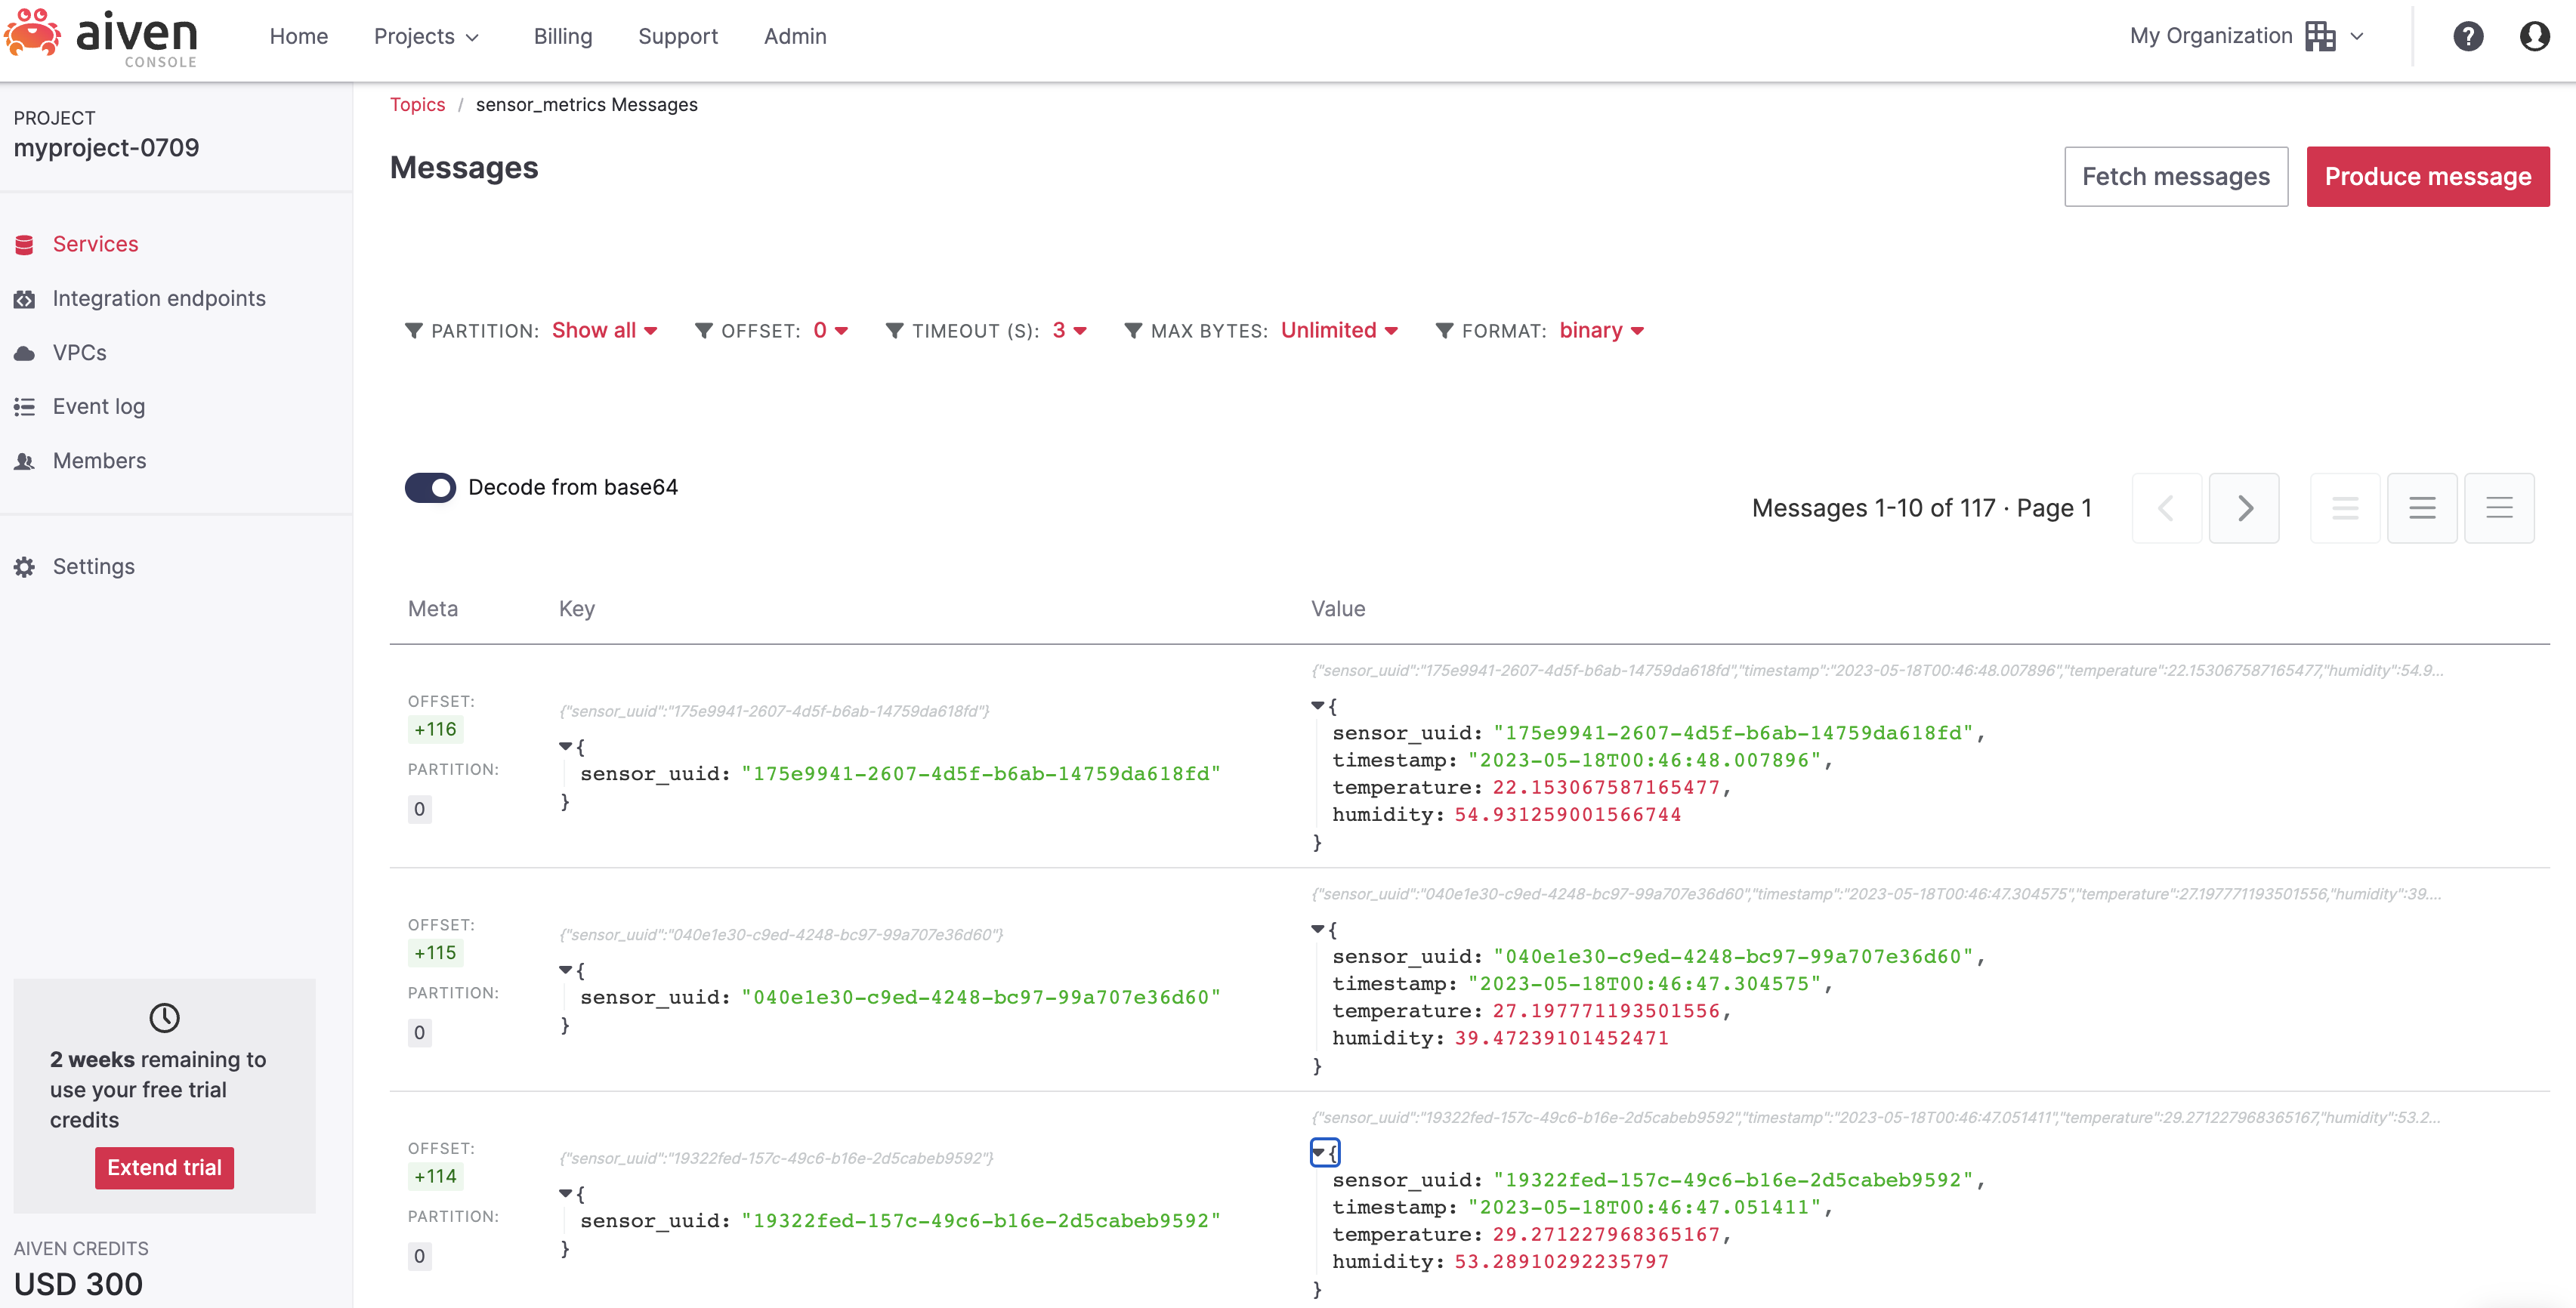 aiven
CONSOLE
Home Projects Billing Support Admin
My Organization
?
PROJECT
myproject-0709
Services
Integration endpoints
VPCs
Event log
Members
Settings
2 weeks remaining to
use your free trial
credits
Extend trial
AIVEN CREDITS
USD 300
Topics / sensor_metrics Messages
Messages
Fetch messages
Produce message
PARTITION: Show all OFFSET: 0 TIMEOUT (S): 3 MAX BYTES: Unlimited FORMAT: binary
Decode from base64
Messages 1-10 of 117 · Page 1
Meta Key Value
OFFSET:
+116
PARTITION:
0
{"sensor_uuid":"175e9941-2607-4d5f-b6ab-14759da618fd"}
{
sensor_uuid: "175e9941-2607-4d5f-b6ab-14759da618fd"
}
{"sensor_uuid":"175e9941-2607-4d5f-b6ab-14759da618fd","timestamp":"2023-05-18T00:46:48.007896","temperature":22.153067587165477,"humidity":54.9...
{
sensor_uuid: "175e9941-2607-4d5f-b6ab-14759da618fd",
timestamp: "2023-05-18T00:46:48.007896",
temperature: 22.153067587165477,
humidity: 54.931259001566744
}
OFFSET:
+115
PARTITION:
0
{"sensor_uuid":"040e1e30-c9ed-4248-bc97-99a707e36d60"}
{
sensor_uuid: "040e1e30-c9ed-4248-bc97-99a707e36d60"
}
{"sensor_uuid":"040e1e30-c9ed-4248-bc97-99a707e36d60","timestamp":"2023-05-18T00:46:47.304575","temperature":27.197771193501556,"humidity":39....
{
sensor_uuid: "040e1e30-c9ed-4248-bc97-99a707e36d60",
timestamp: "2023-05-18T00:46:47.304575",
temperature: 27.197771193501556,
humidity: 39.47239101452471
}
OFFSET:
+114
PARTITION:
0
{"sensor_uuid":"19322fed-157c-49c6-b16e-2d5cabeb9592"}
{
sensor_uuid: "19322fed-157c-49c6-b16e-2d5cabeb9592"
}
{"sensor_uuid":"19322fed-157c-49c6-b16e-2d5cabeb9592","timestamp":"2023-05-18T00:46:47.051411","temperature":29.271227968365167,"humidity":53.2...
{
sensor_uuid: "19322fed-157c-49c6-b16e-2d5cabeb9592",
timestamp: "2023-05-18T00:46:47.051411",
temperature: 29.271227968365167,
humidity: 53.28910292235797
}